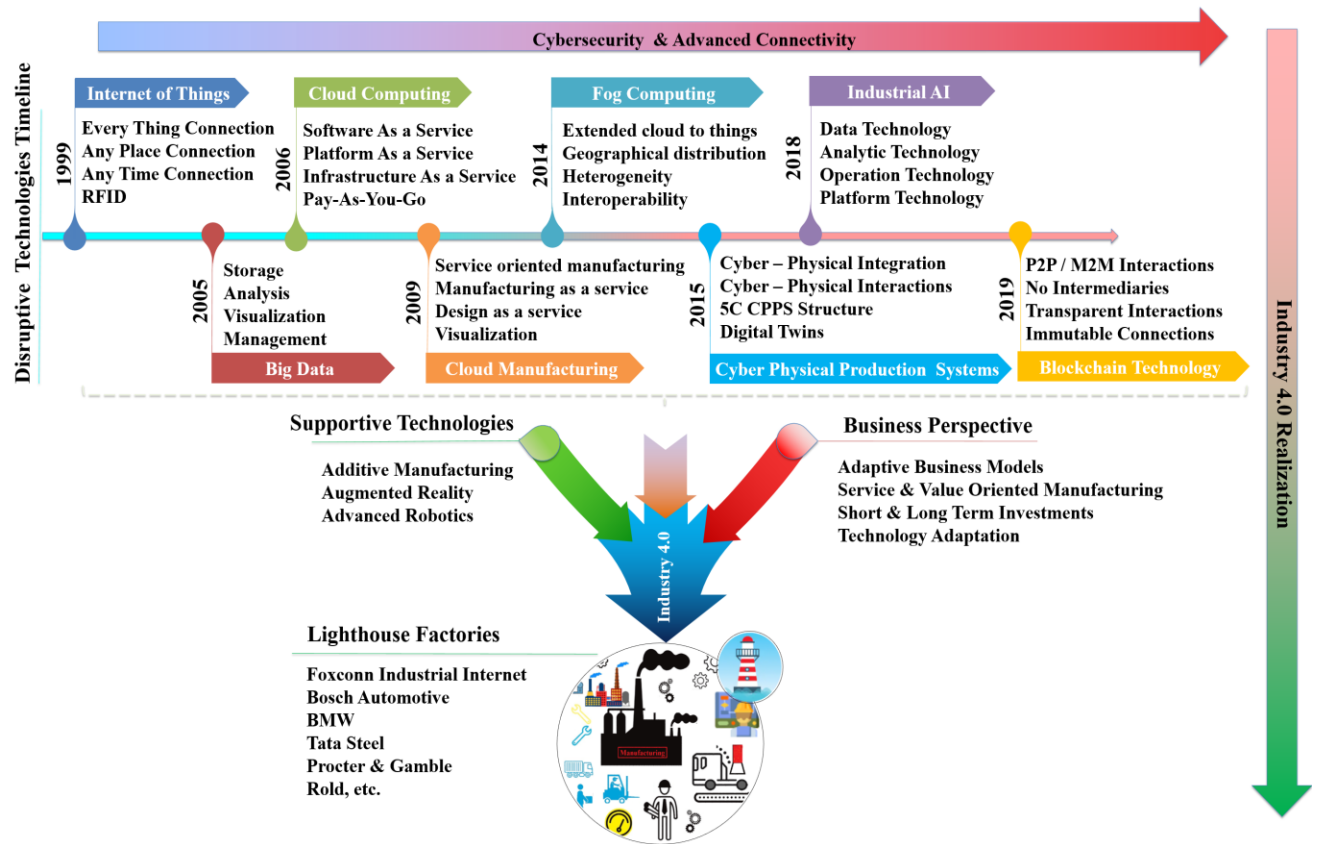 Cybersecurity & Advanced Connectivity
Disruptive Technologies Timeline
Internet of Things
1999
Every Thing Connection
Any Place Connection
Any Time Connection
RFID
Cloud Computing
2006
Software As a Service
Platform As a Service
Infrastructure As a Service
Pay-As-You-Go
Fog Computing
2014
Extended cloud to things
Geographical distribution
Heterogeneity
Interoperability
Industrial AI
2018
Data Technology
Analytic Technology
Operation Technology
Platform Technology
2005
Storage
Analysis
Visualization
Management
Big Data
2009
Service oriented manufacturing
Manufacturing as a service
Design as a service
Visualization
Cloud Manufacturing
2015
Cyber – Physical Integration
Cyber – Physical Interactions
5C CPPS Structure
Digital Twins
Cyber Physical Production Systems
2019
P2P / M2M Interactions
No Intermediaries
Transparent Interactions
Immutable Connections
Blockchain Technology
Industry 4.0 Realization
Supportive Technologies
Additive Manufacturing
Augmented Reality
Advanced Robotics
Business Perspective
Adaptive Business Models
Service & Value Oriented Manufacturing
Short & Long Term Investments
Technology Adaptation
Industry 4.0
Lighthouse Factories
Foxconn Industrial Internet
Bosch Automotive
BMW
Tata Steel
Procter & Gamble
Rold, etc.
Manufacturing